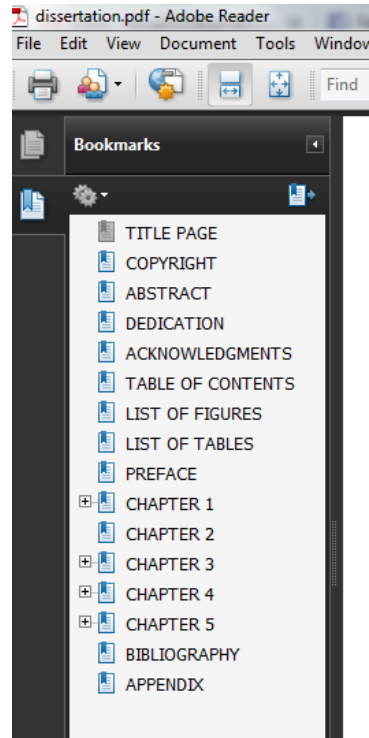 dissertation.pdf - Adobe Reader
File Edit View Document Tools Window
Find
Bookmarks
TITLE PAGE
COPYRIGHT
ABSTRACT
DEDICATION
ACKNOWLEDGMENTS
TABLE OF CONTENTS
LIST OF FIGURES
LIST OF TABLES
PREFACE
CHAPTER 1
CHAPTER 2
CHAPTER 3
CHAPTER 4
CHAPTER 5
BIBLIOGRAPHY
APPENDIX